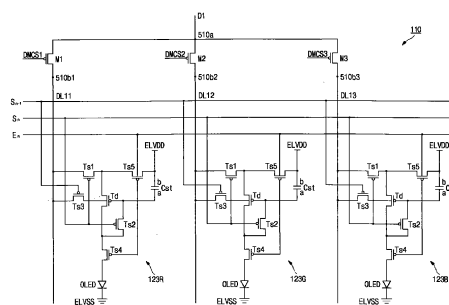 D1
510a
110
DMCS1 M1
DMCS2 M2
DMCS3 M3
510b1 510b2 510b3
DL11 DL12 DL13
Sn-1
Sn
En
ELVDD ELVDD ELVDD
Ts1 Ts5 Ts1 Ts5 Ts1 Ts5
b b b
Cst Cst Cst
a a a
Td Td Td
Ts3 Ts3 Ts3
Ts2 Ts2 Ts2
Ts4 Ts4 Ts4
OLED OLED OLED
123R 123G 123B
ELVSS ELVSS ELVSS